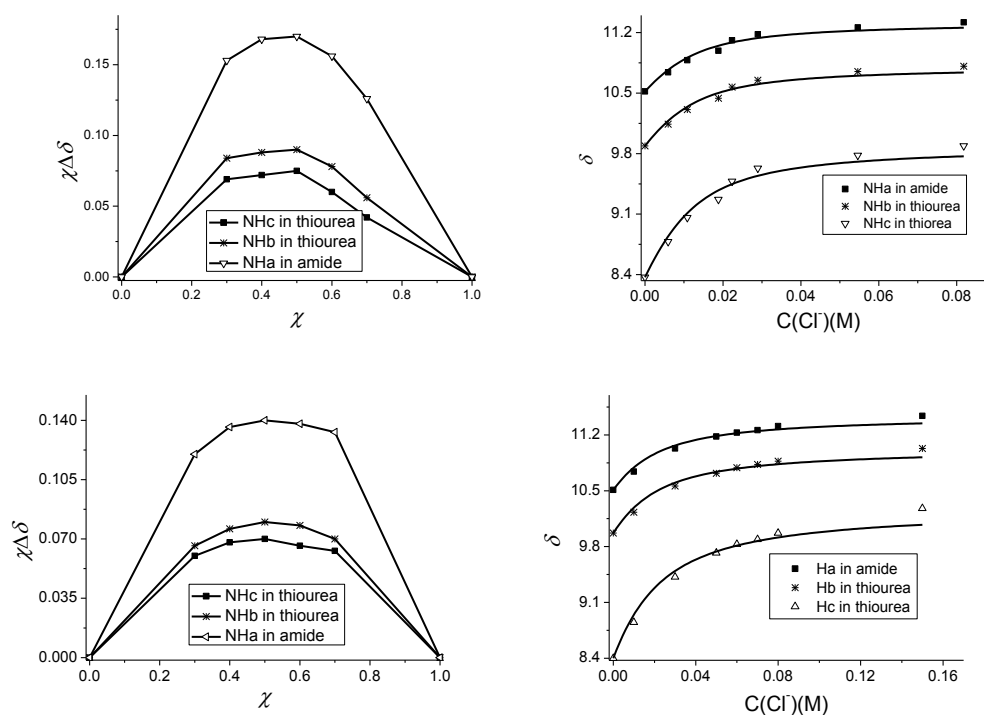 χΔδ
0.15
0.10
0.05
0.00
0.0 0.2 0.4 0.6 0.8 1.0
χ
NHc in thiourea
NHb in thiourea
NHa in amide
δ
11.2
10.5
9.8
9.1
8.4
0.00 0.02 0.04 0.06 0.08
C(Cl⁻)(M)
NHa in amide
NHb in thiourea
NHc in thiorea
χΔδ
0.140
0.105
0.070
0.035
0.000
0.0 0.2 0.4 0.6 0.8 1.0
χ
NHc in thiourea
NHb in thiourea
NHa in amide
δ
11.2
10.5
9.8
9.1
8.4
0.00 0.04 0.08 0.12 0.16
C(Cl⁻)(M)
Ha in amide
Hb in thiourea
Hc in thiourea